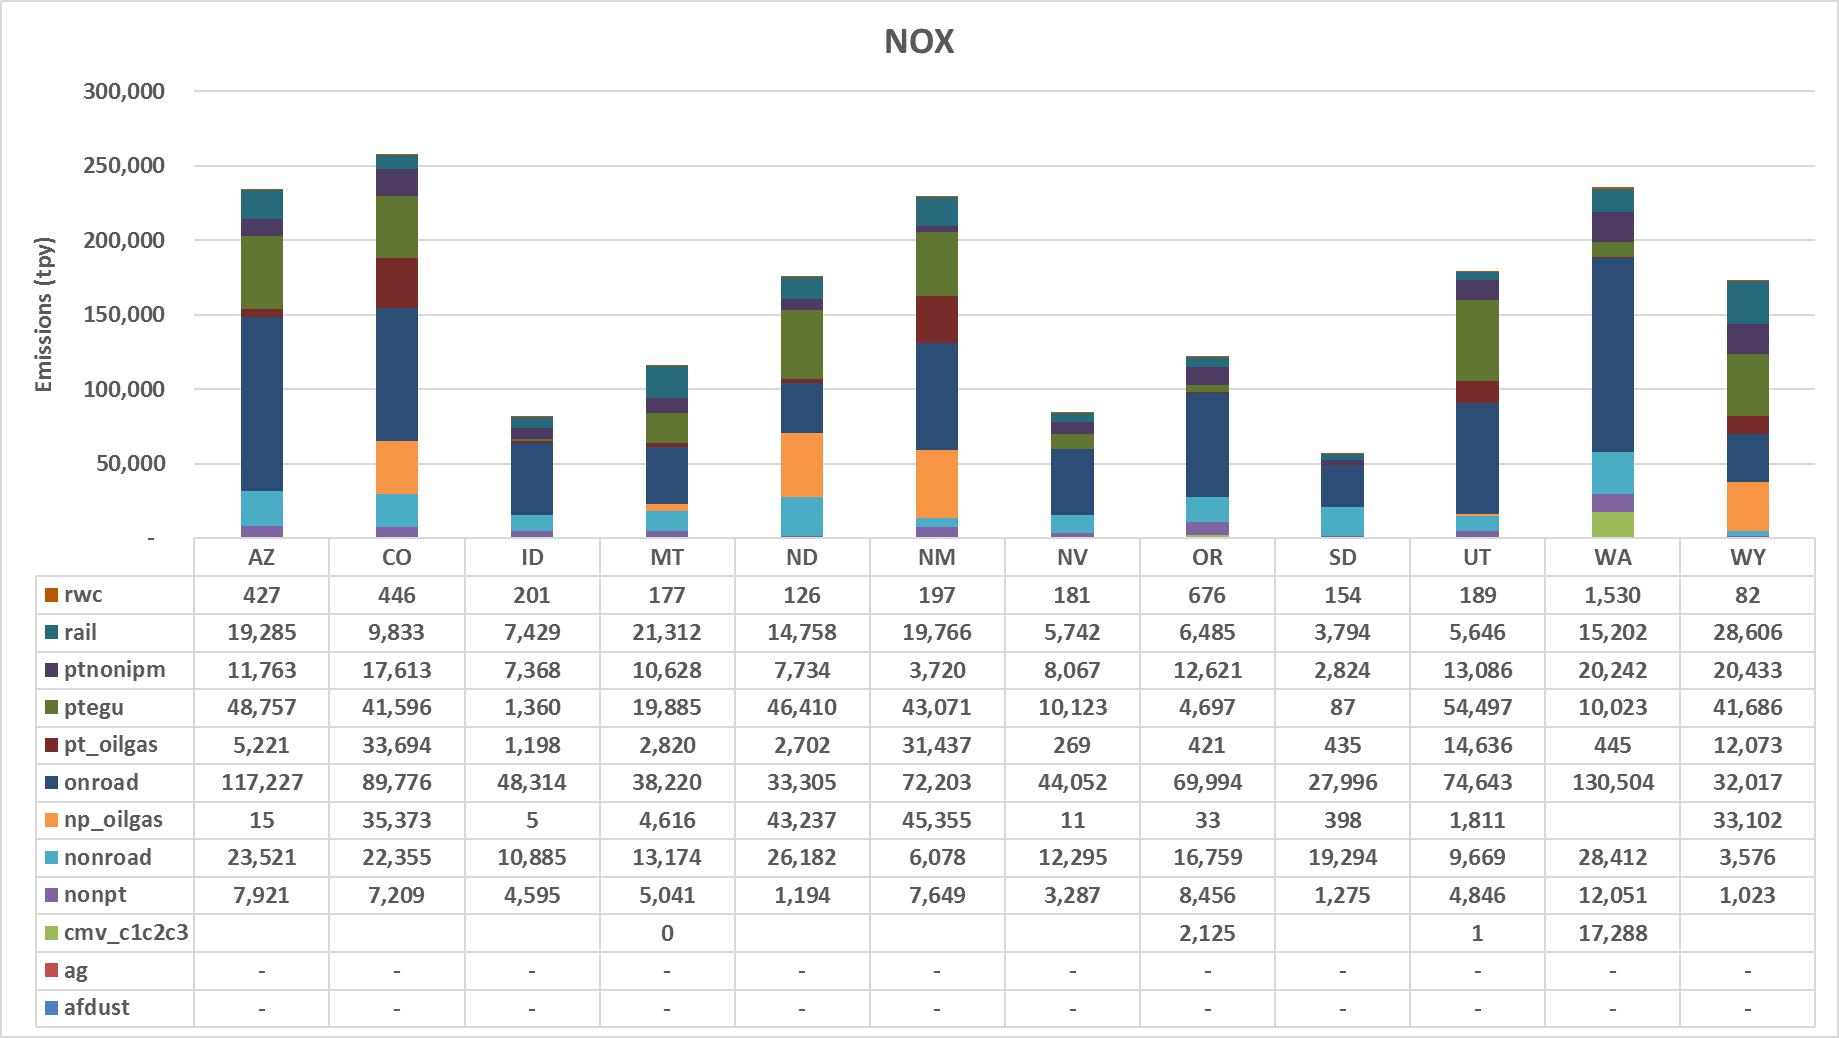 NOX
300,000
250,000
200,000
150,000
100,000
50,000
-
Emissions (tpy)
AZ CO ID MT ND NM NV OR SD UT WA WY
rwc 427 446 201 177 126 197 181 676 154 189 1,530 82
rail 19,285 9,833 7,429 21,312 14,758 19,766 5,742 6,485 3,794 5,646 15,202 28,606
ptnonipm 11,763 17,613 7,368 10,628 7,734 3,720 8,067 12,621 2,824 13,086 20,242 20,433
ptegu 48,757 41,596 1,360 19,885 46,410 43,071 10,123 4,697 87 54,497 10,023 41,686
pt_oilgas 5,221 33,694 1,198 2,820 2,702 31,437 269 421 435 14,636 445 12,073
onroad 117,227 89,776 48,314 38,220 33,305 72,203 44,052 69,994 27,996 74,643 130,504 32,017
np_oilgas 15 35,373 5 4,616 43,237 45,355 11 33 398 1,811 33,102
nonroad 23,521 22,355 10,885 13,174 26,182 6,078 12,295 16,759 19,294 9,669 28,412 3,576
nonpt 7,921 7,209 4,595 5,041 1,194 7,649 3,287 8,456 1,275 4,846 12,051 1,023
cmv_c1c2c3 0 2,125 1 17,288
ag - - - - - - - - - - - -
afdust - - - - - - - - - - - -